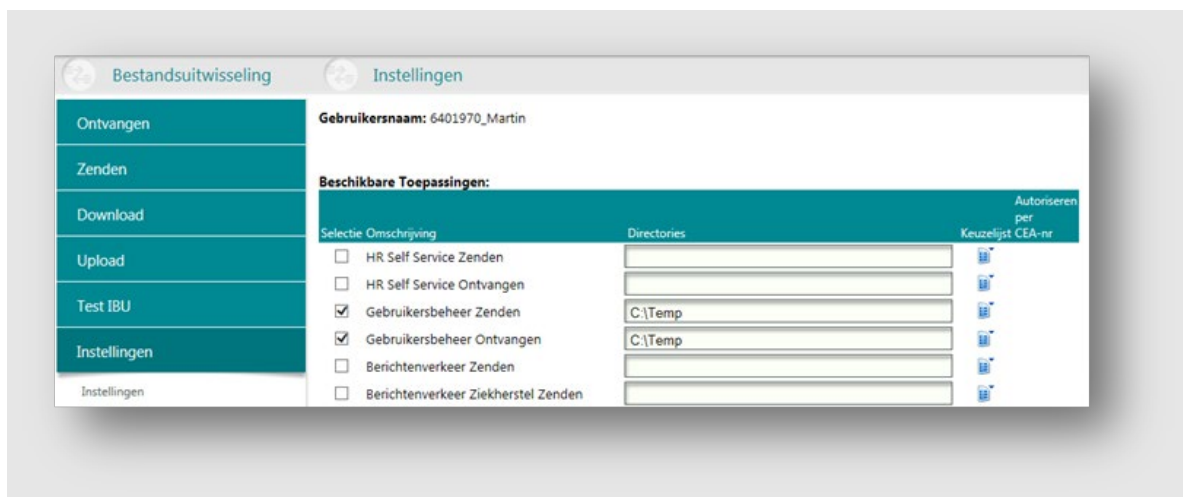 Bestandsuitwisseling
Instellingen
Ontvangen
Zenden
Download
Upload
Test IBU
Instellingen
Instellingen
Gebruikersnaam: 6401970_Martin
Beschikbare Toepassingen:
Selectie Omschrijving Directories Keuzelijst Autoriseren per CEA-nr
HR Self Service Zenden
HR Self Service Ontvangen
Gebruikersbeheer Zenden C:\Temp
Gebruikersbeheer Ontvangen C:\Temp
Berichtenverkeer Zenden
Berichtenverkeer Ziekherstel Zenden